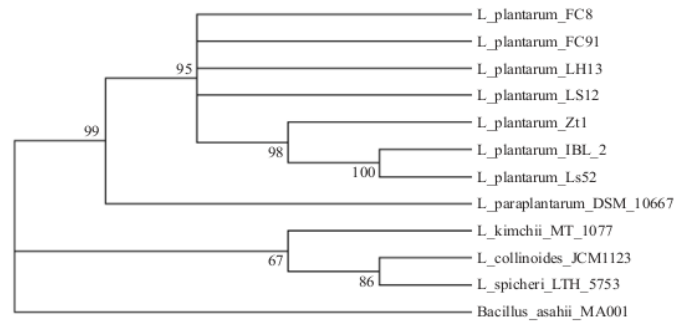 L_plantarum_FC8
L_plantarum_FC91
95
L_plantarum_LH13
L_plantarum_LS12
L_plantarum_Zt1
99
98
L_plantarum_IBL_2
100
L_plantarum_Ls52
L_paraplantarum_DSM_10667
L_kimchii_MT_1077
67
L_collinoides_JCM1123
86
L_spicheri_LTH_5753
Bacillus_asahii_MA001